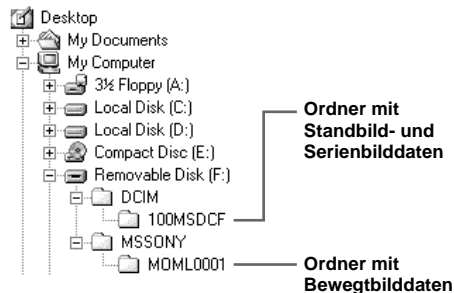 Desktop
My Documents
My Computer
3½ Floppy (A:)
Local Disk (C:)
Local Disk (D:)
Compact Disc (E:)
Removable Disk (F:)
DCIM
100MSDCF
MSSONY
MOML0001
Ordner mit
Standbild- und
Serienbilddaten
Ordner mit
Bewegtbilddaten